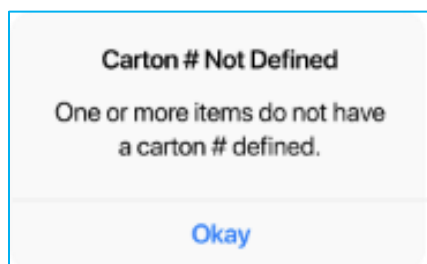 Carton # Not Defined
One or more items do not have
a carton # defined.
Okay